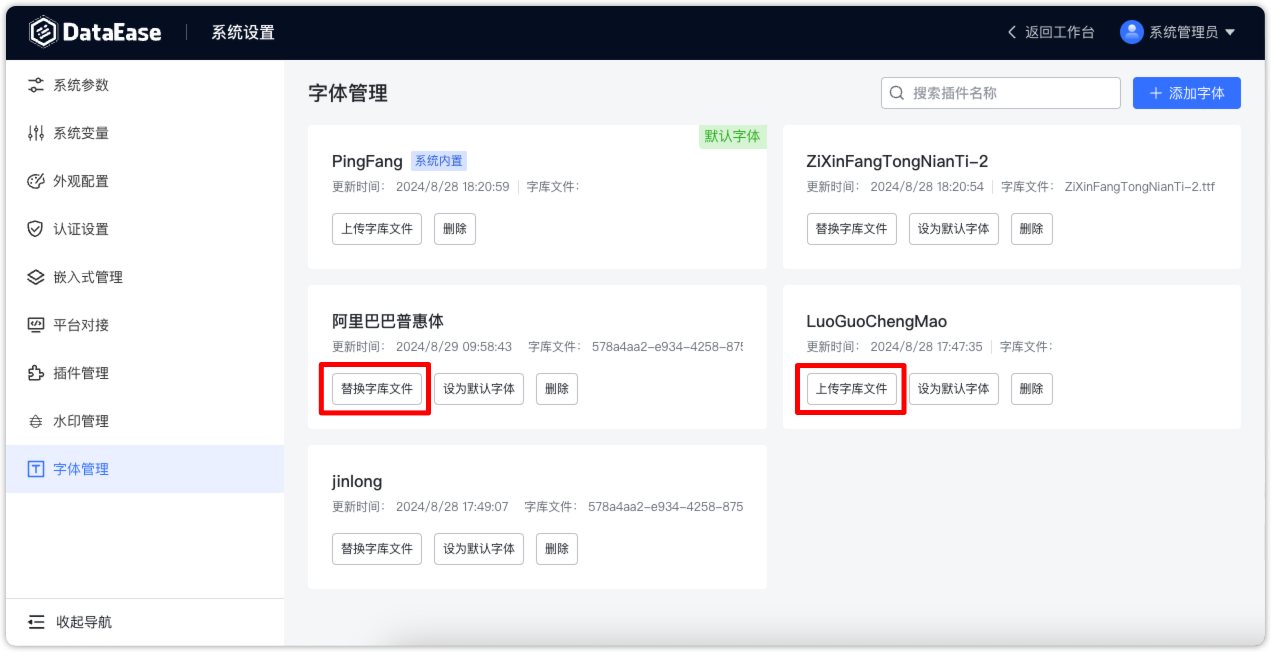 DataEase 系统设置 返回工作台 系统管理员
系统参数
系统变量
外观配置
认证设置
嵌入式管理
平台对接
插件管理
水印管理
字体管理
收起导航
字体管理 搜索插件名称 添加字体
默认字体
PingFang 系统内置
更新时间: 2024/8/28 18:20:59 字库文件:
上传字库文件 删除
ZiXinFangTongNianTi-2
更新时间: 2024/8/28 18:20:54 字库文件: ZiXinFangTongNianTi-2.ttf
替换字库文件 设为默认字体 删除
阿里巴巴普惠体
更新时间: 2024/8/29 09:58:43 字库文件: 578a4aa2-e934-4258-875
替换字库文件 设为默认字体 删除
LuoGuoChengMao
更新时间: 2024/8/28 17:47:35 字库文件:
上传字库文件 设为默认字体 删除
jinlong
更新时间: 2024/8/28 17:49:07 字库文件: 578a4aa2-e934-4258-875
替换字库文件 设为默认字体 删除